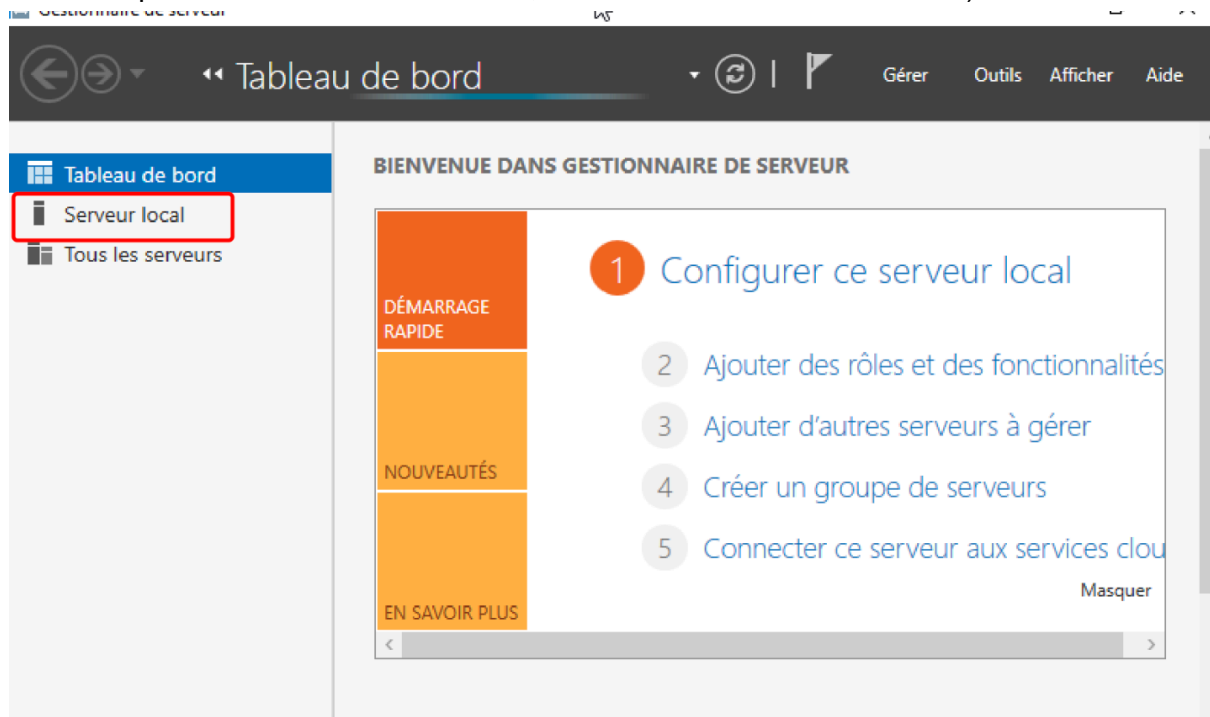 Gestionnaire de serveur
Tableau de bord
Gérer Outils Afficher Aide
Tableau de bord
Serveur local
Tous les serveurs
BIENVENUE DANS GESTIONNAIRE DE SERVEUR
DÉMARRAGE
RAPIDE
NOUVEAUTÉS
EN SAVOIR PLUS
1 Configurer ce serveur local
2 Ajouter des rôles et des fonctionnalités
3 Ajouter d'autres serveurs à gérer
4 Créer un groupe de serveurs
5 Connecter ce serveur aux services clou
Masquer